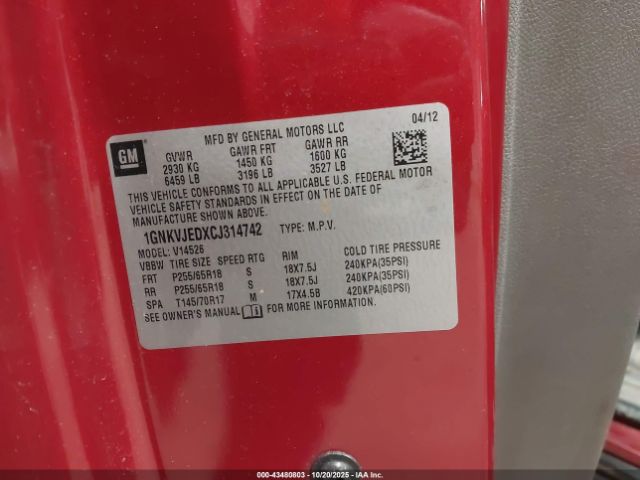 GM
MFD BY GENERAL MOTORS LLC 04/12
GVWR GAWR FRT GAWR RR
2930 KG 1450 KG 1600 KG
6459 LB 3196 LB 3527 LB
THIS VEHICLE CONFORMS TO ALL APPLICABLE U.S. FEDERAL MOTOR
VEHICLE SAFETY STANDARDS IN EFFECT ON THE DATE OF
MANUFACTURE SHOWN ABOVE.
1GNKVJEDXCJ314742 TYPE: M.P.V.
MODEL: V14526
VBBW TIRE SIZE SPEED RTG RIM COLD TIRE PRESSURE
FRT P255/65R18 S 18X7.5J 240KPA(35PSI)
RR P255/65R18 S 18X7.5J 240KPA(35PSI)
SPA T145/70R17 M 17X4.5B 420KPA(60PSI)
SEE OWNER'S MANUAL FOR MORE INFORMATION.
000-43480803 - 10/20/2025 - IAA Inc.